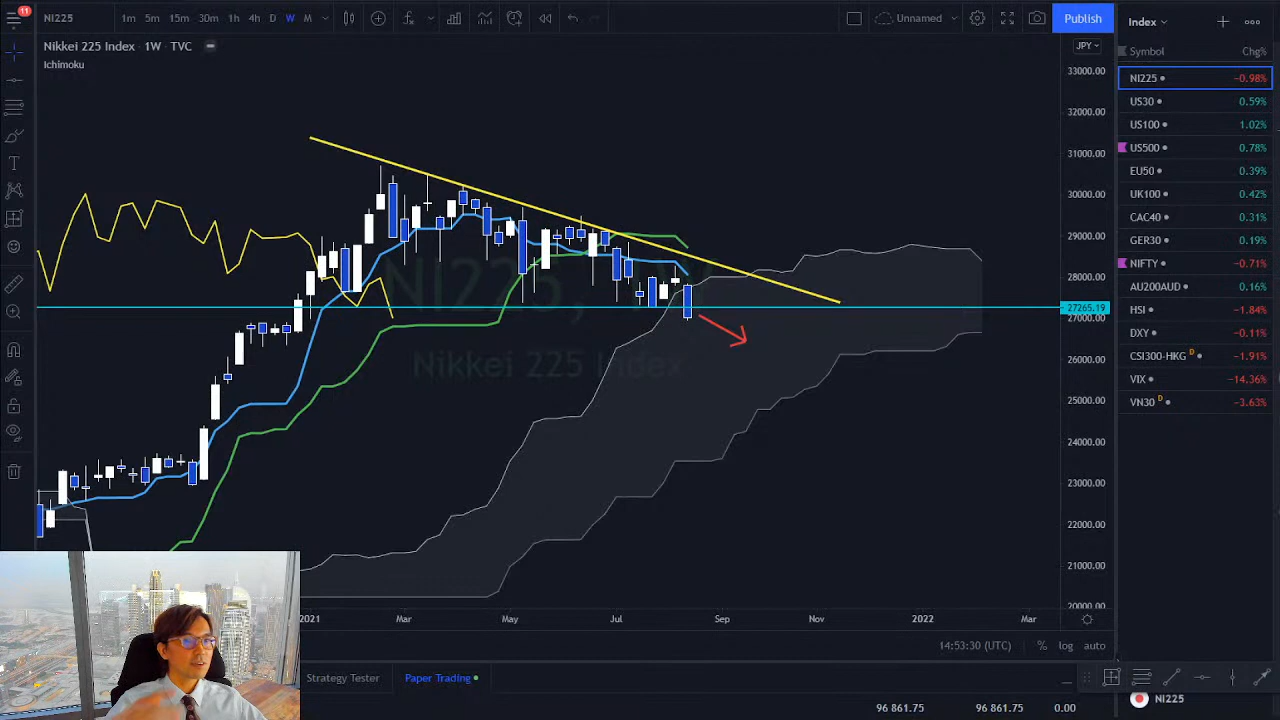 11
NI225
1m 5m 15m 30m 1h 4h D W M
Unnamed
Publish
Index
Nikkei 225 Index · 1W · TVC
Ichimoku
JPY
Symbol Chg%
NI225 −0.98%
US30 0.59%
US100 1.02%
US500 0.78%
EU50 0.39%
UK100 0.42%
CAC40 0.31%
GER30 0.19%
NIFTY −0.71%
AU200AUD 0.16%
HSI −1.84%
DXY −0.11%
CSI300-HKG D −1.91%
VIX −14.36%
VN30 D −3.63%
33000.00
32000.00
31000.00
30000.00
29000.00
28000.00
27265.19
27000.00
26000.00
25000.00
24000.00
23000.00
22000.00
21000.00
20000.00
NI225, 1W
Nikkei 225 Index
2021 Mar May Jul Sep Nov 2022 Mar
14:53:30 (UTC) % log auto
Strategy Tester Paper Trading
96 861.75 96 861.75 0.00
NI225